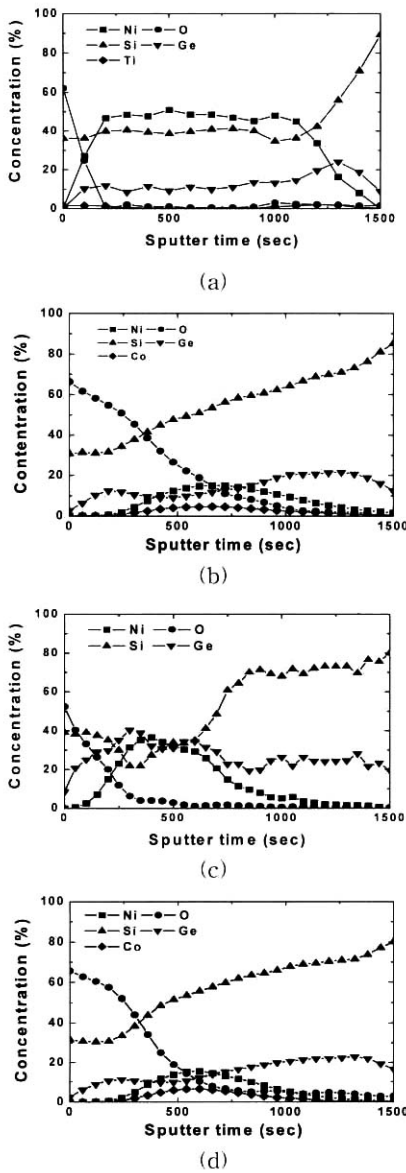 Ni O
Si Ge
Ti
Concentration (%)
100
80
60
40
20
0
0 500 1000 1500
Sputter time (sec)
(a)
Ni O
Si Ge
Co
Contentration (%)
100
80
60
40
20
0
0 500 1000 1500
Sputter time (sec)
(b)
Ni O
Si Ge
Concentration (%)
100
80
60
40
20
0
0 500 1000 1500
Sputter time (sec)
(c)
Ni O
Si Ge
Co
Concentration (%)
100
80
60
40
20
0
0 500 1000 1500
Sputter time (sec)
(d)